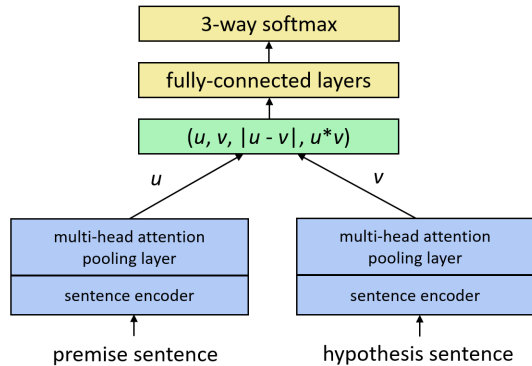 3-way softmax
fully-connected layers
(u, v, |u - v|, u*v)
u
v
multi-head attention
pooling layer
sentence encoder
premise sentence
multi-head attention
pooling layer
sentence encoder
hypothesis sentence